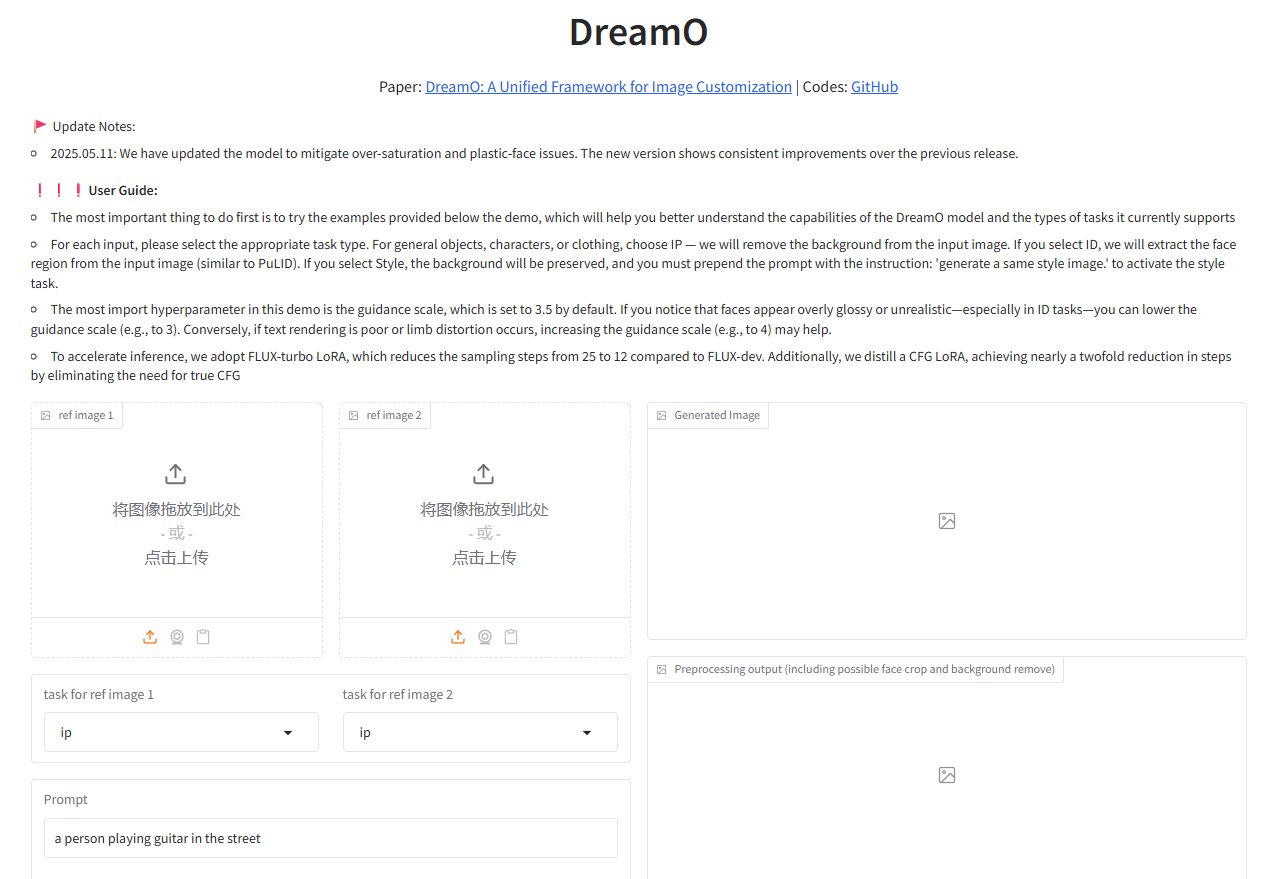 DreamO
Paper: DreamO: A Unified Framework for Image Customization | Codes: GitHub
🚩 Update Notes:
2025.05.11: We have updated the model to mitigate over-saturation and plastic-face issues. The new version shows consistent improvements over the previous release.
❗❗❗User Guide:
The most important thing to do first is to try the examples provided below the demo, which will help you better understand the capabilities of the DreamO model and the types of tasks it currently supports
For each input, please select the appropriate task type. For general objects, characters, or clothing, choose IP — we will remove the background from the input image. If you select ID, we will extract the face
region from the input image (similar to PuLID). If you select Style, the background will be preserved, and you must prepend the prompt with the instruction: 'generate a same style image.' to activate the style
task.
The most import hyperparameter in this demo is the guidance scale, which is set to 3.5 by default. If you notice that faces appear overly glossy or unrealistic—especially in ID tasks—you can lower the
guidance scale (e.g., to 3). Conversely, if text rendering is poor or limb distortion occurs, increasing the guidance scale (e.g., to 4) may help.
To accelerate inference, we adopt FLUX-turbo LoRA, which reduces the sampling steps from 25 to 12 compared to FLUX-dev. Additionally, we distill a CFG LoRA, achieving nearly a twofold reduction in steps
by eliminating the need for true CFG
ref image 1
将图像拖放到此处
- 或 -
点击上传
ref image 2
将图像拖放到此处
- 或 -
点击上传
Generated Image
task for ref image 1
ip
task for ref image 2
ip
Preprocessing output (including possible face crop and background remove)
Prompt
a person playing guitar in the street